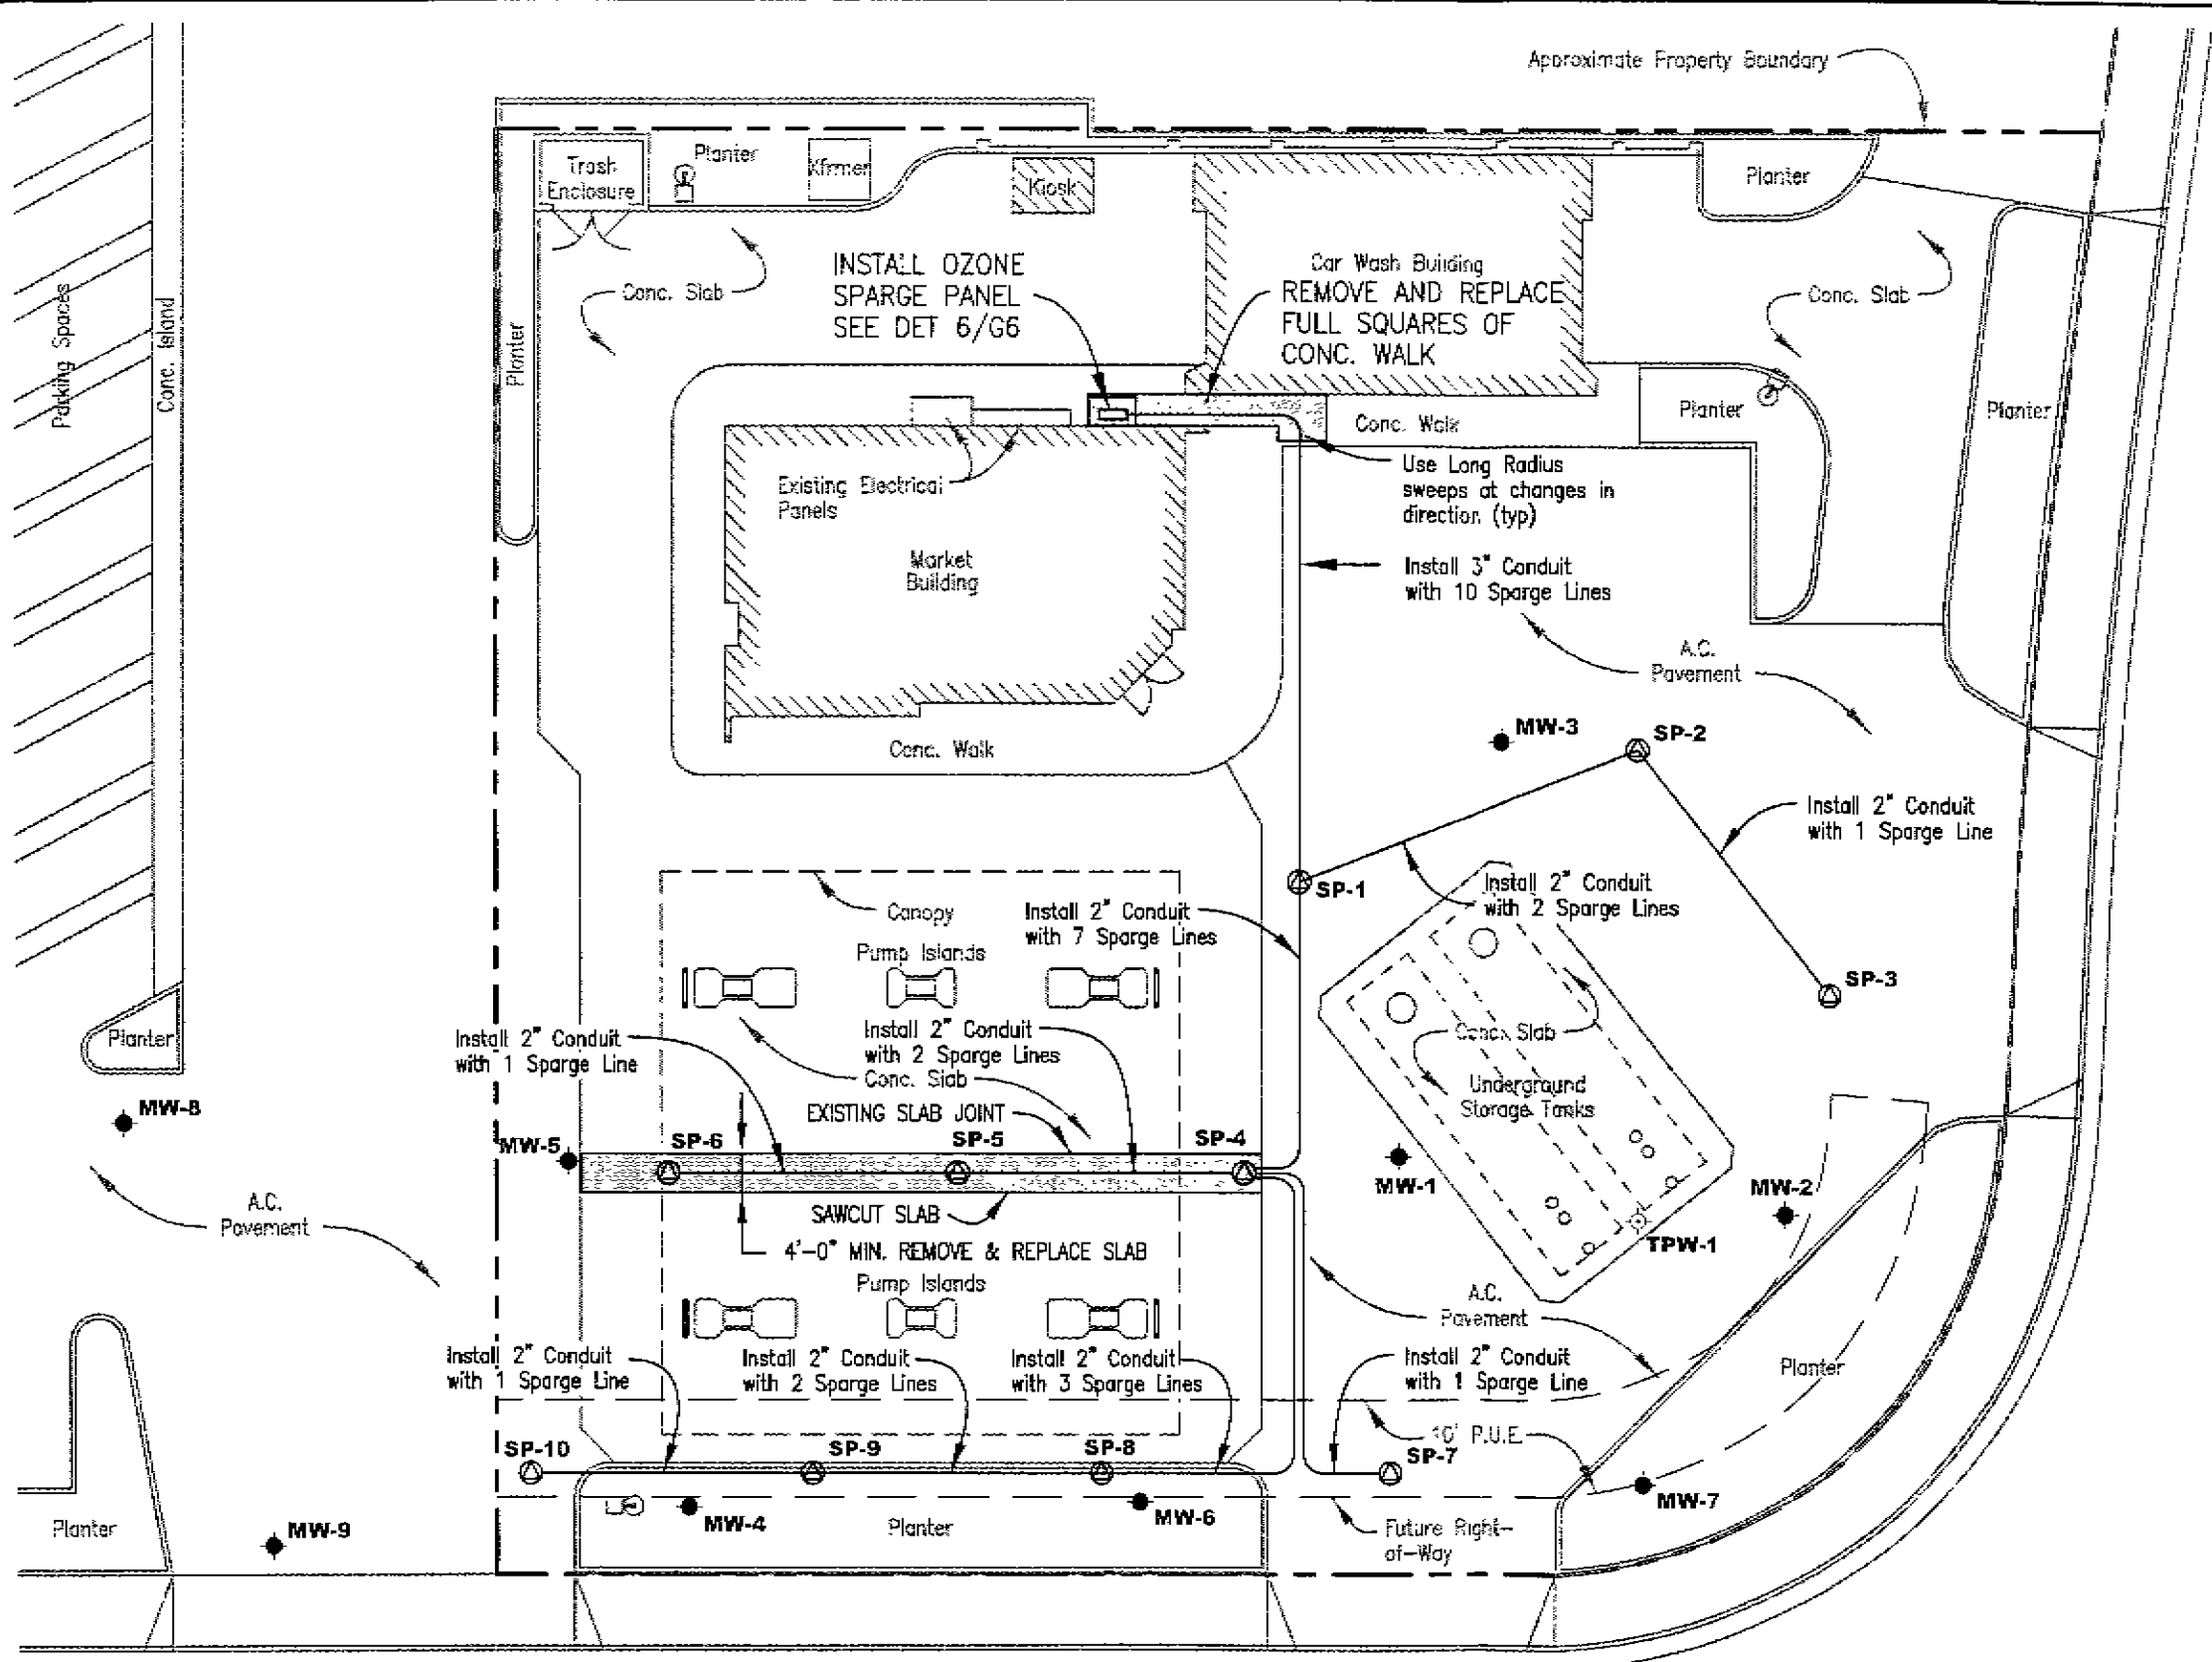 Approximate Property Boundary
Trash
Enclosure
Planter
Xfrmer
Kiosk
Planter
Parking Spaces
Conc. Island
Planter
Conc. Slab
INSTALL OZONE
SPARGE PANEL
SEE DET 6/G6
Car Wash Building
REMOVE AND REPLACE
FULL SQUARES OF
CONC. WALK
Conc. Slab
Planter
Planter
Conc. Walk
Existing Electrical
Panels
Use Long Radius
sweeps at changes in
direction (typ)
Market
Building
Install 3" Conduit
with 10 Sparge Lines
A.C.
Pavement
Conc. Walk
MW-3
SP-2
Install 2" Conduit
with 1 Sparge Line
SP-1
Install 2" Conduit
with 2 Sparge Lines
Canopy
Install 2" Conduit
with 7 Sparge Lines
Pump Islands
SP-3
Planter
Install 2" Conduit
with 1 Sparge Line
Install 2" Conduit
with 2 Sparge Lines
Conc. Slab
Conc. Slab
Underground
Storage Tanks
MW-8
EXISTING SLAB JOINT
MW-5
SP-6
SP-5
SP-4
MW-1
MW-2
A.C.
Pavement
SAWCUT SLAB
4'-0" MIN. REMOVE & REPLACE SLAB
TPW-1
Pump Islands
A.C.
Pavement
Install 2" Conduit
with 1 Sparge Line
Install 2" Conduit
with 2 Sparge Lines
Install 2" Conduit
with 3 Sparge Lines
Install 2" Conduit
with 1 Sparge Line
Planter
10' P.U.E.
SP-10
SP-9
SP-8
SP-7
MW-7
MW-4
MW-6
Planter
MW-9
Planter
Future Right-
of-Way